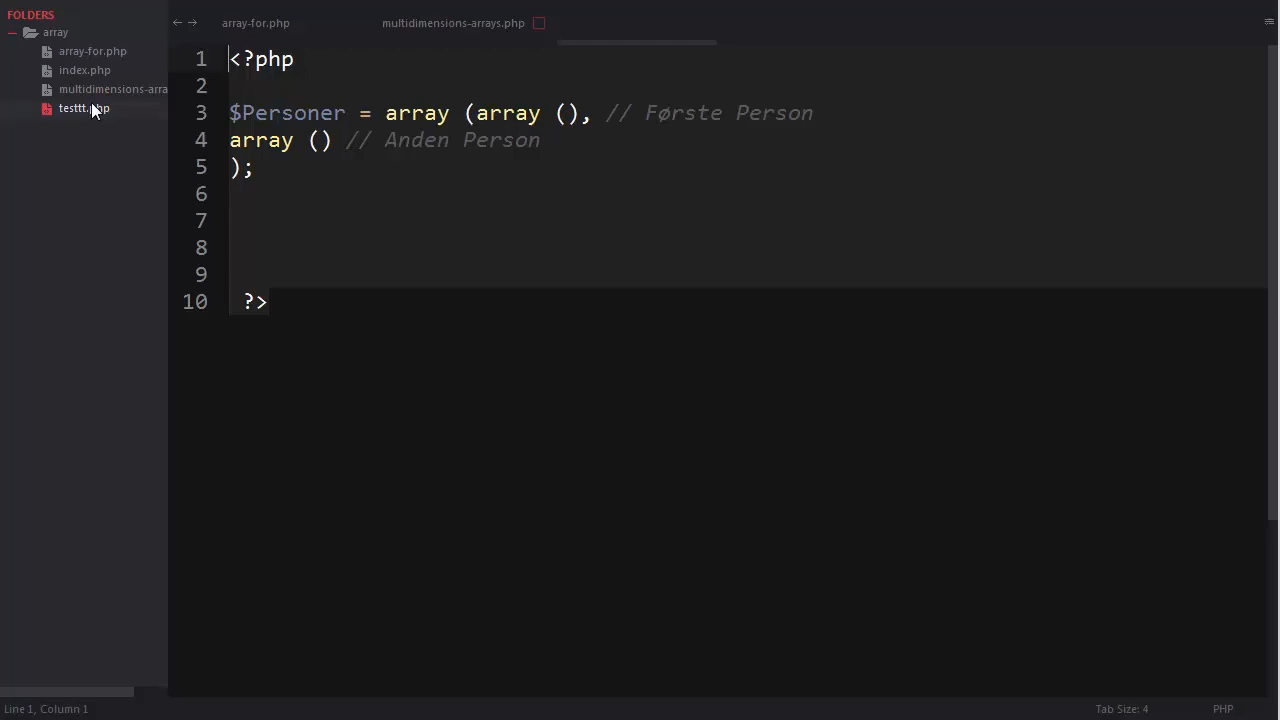 FOLDERS
array
array-for.php
index.php
multidimensions-arra
testtt.php
array-for.php
multidimensions-arrays.php
1 <?php
2
3 $Personer = array (array (), // Første Person
4 array () // Anden Person
5 );
6
7
8
9
10 ?>
Line 1, Column 1
Tab Size: 4
PHP